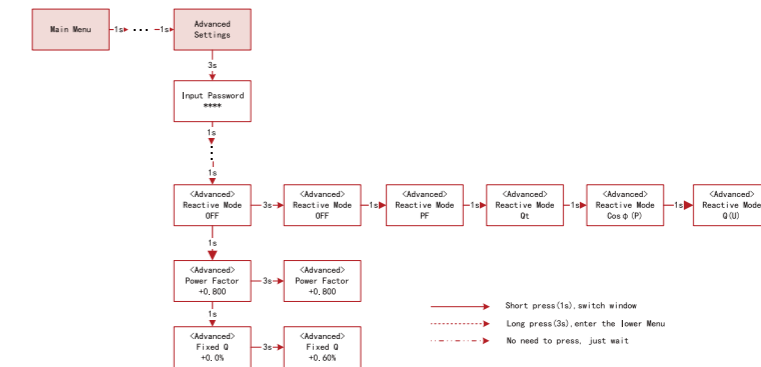 Main Menu
1s
1s
Advanced
Settings
3s
Input Password
****
1s
1s
<Advanced>
Reactive Mode
OFF
3s
<Advanced>
Reactive Mode
OFF
1s
<Advanced>
Reactive Mode
PF
1s
<Advanced>
Reactive Mode
Qt
1s
<Advanced>
Reactive Mode
Cosφ(P)
1s
<Advanced>
Reactive Mode
Q(U)
1s
<Advanced>
Power Factor
+0.800
3s
<Advanced>
Power Factor
+0.800
1s
<Advanced>
Fixed Q
+0.0%
3s
<Advanced>
Fixed Q
+0.60%
Short press(1s),switch window
Long press(3s),enter the lower Menu
No need to press, just wait